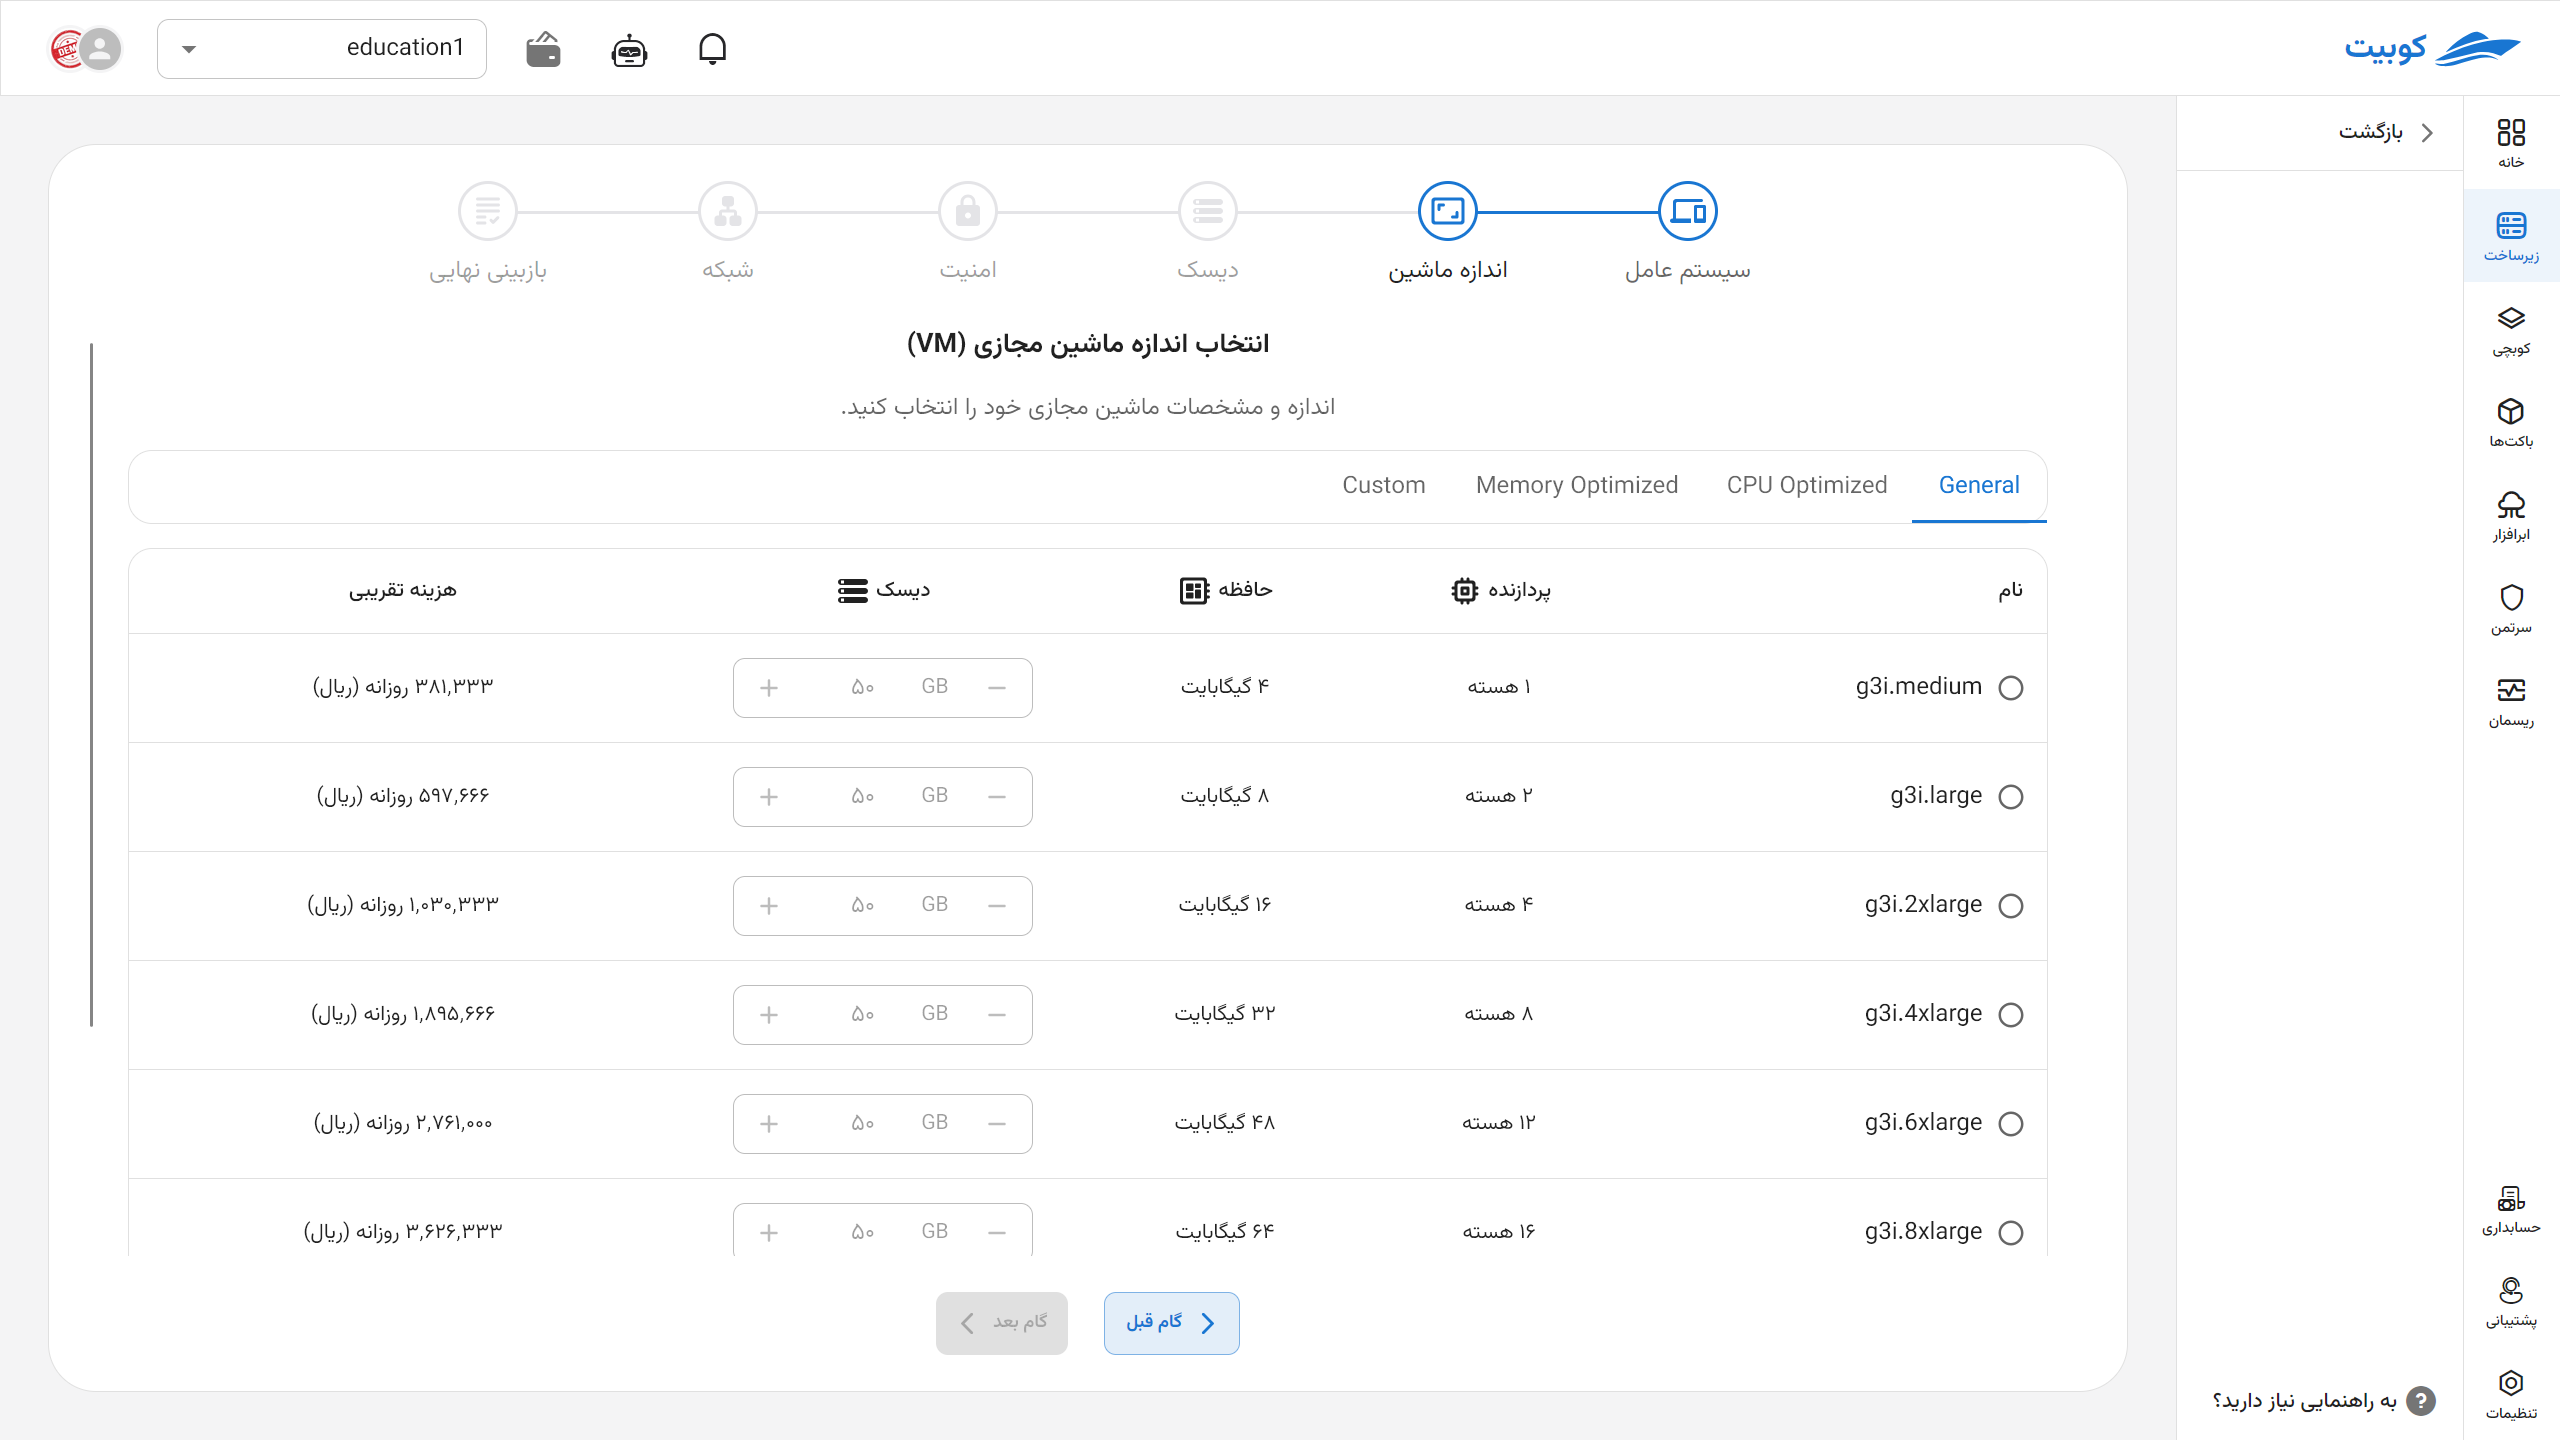 کوبیت
education1
خانه
زیرساخت
کوبچی
باکت‌ها
ابرافزار
سرتمن
ریسمان
حسابداری
پشتیبانی
تنظیمات
بازگشت
به راهنمایی نیاز دارید؟
سیستم عامل
اندازه ماشین
دیسک
امنیت
شبکه
بازبینی نهایی
انتخاب اندازه ماشین مجازی (VM)
اندازه و مشخصات ماشین مجازی خود را انتخاب کنید.
General CPU Optimized Memory Optimized Custom
نام پردازنده حافظه دیسک هزینه تقریبی
g3i.medium ۱ هسته ۴ گیگابایت GB ۵۰ ۳۸۱,۳۳۳ روزانه (ریال)
g3i.large ۲ هسته ۸ گیگابایت GB ۵۰ ۵۹۷,۶۶۶ روزانه (ریال)
g3i.2xlarge ۴ هسته ۱۶ گیگابایت GB ۵۰ ۱,۰۳۰,۳۳۳ روزانه (ریال)
g3i.4xlarge ۸ هسته ۳۲ گیگابایت GB ۵۰ ۱,۸۹۵,۶۶۶ روزانه (ریال)
g3i.6xlarge ۱۲ هسته ۴۸ گیگابایت GB ۵۰ ۲,۷۶۱,۰۰۰ روزانه (ریال)
g3i.8xlarge ۱۶ هسته ۶۴ گیگابایت GB ۵۰ ۳,۶۲۶,۳۳۳ روزانه (ریال)
گام قبل
گام بعد